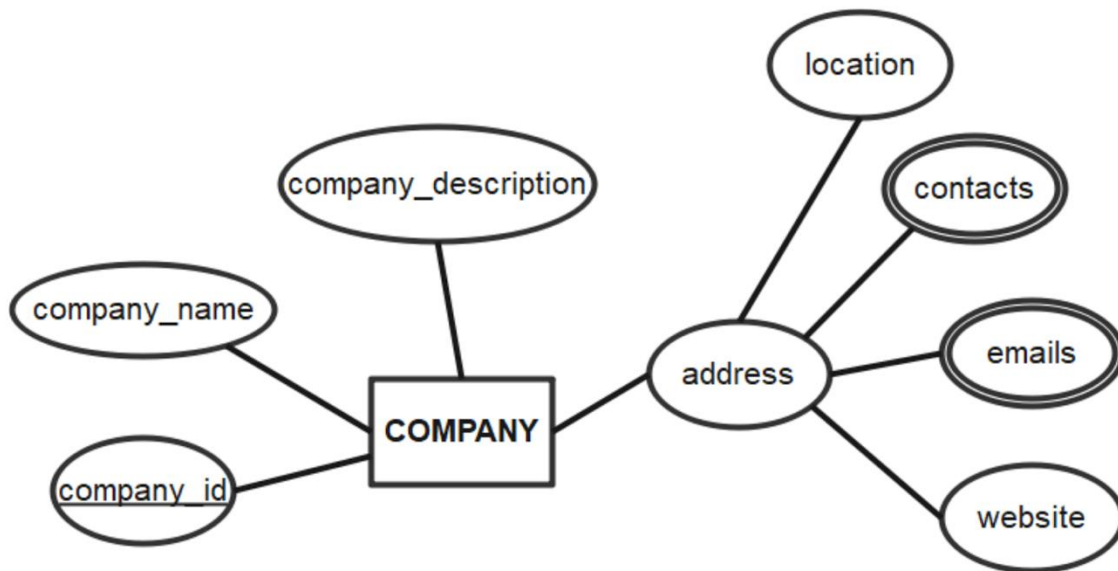 location
contacts
company_description
company_name
emails
address
COMPANY
company_id
website